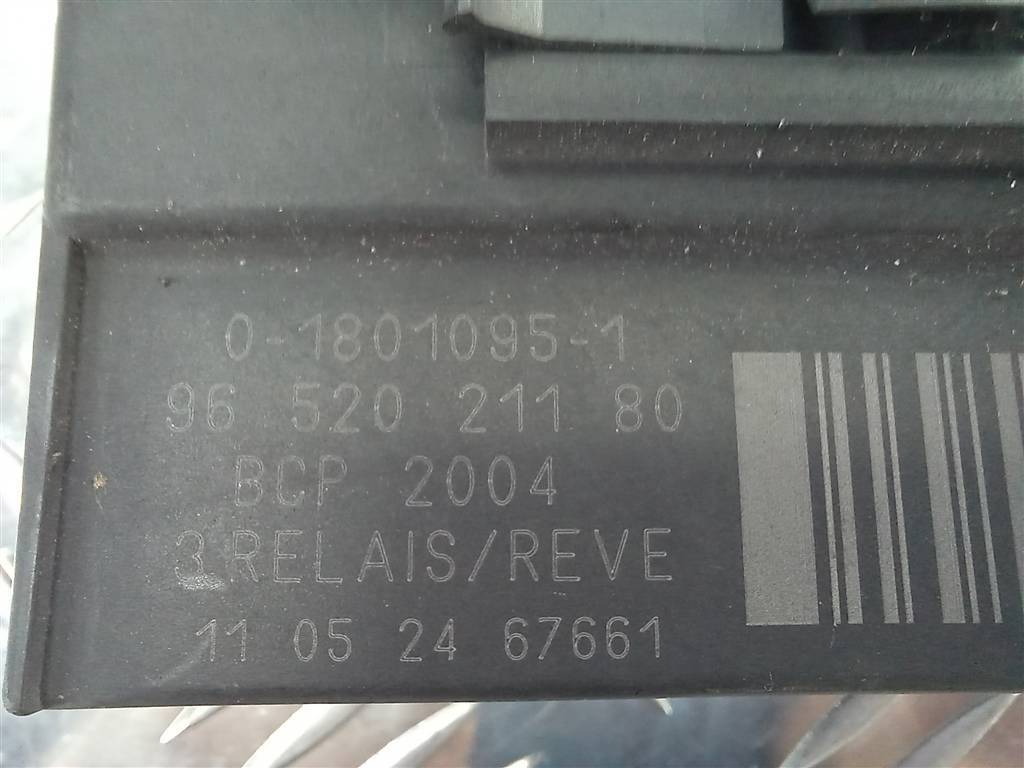 0-1801095-1
96 520 211 80
BCP 2004
3 RELAIS/REVE
11 05 24 67661